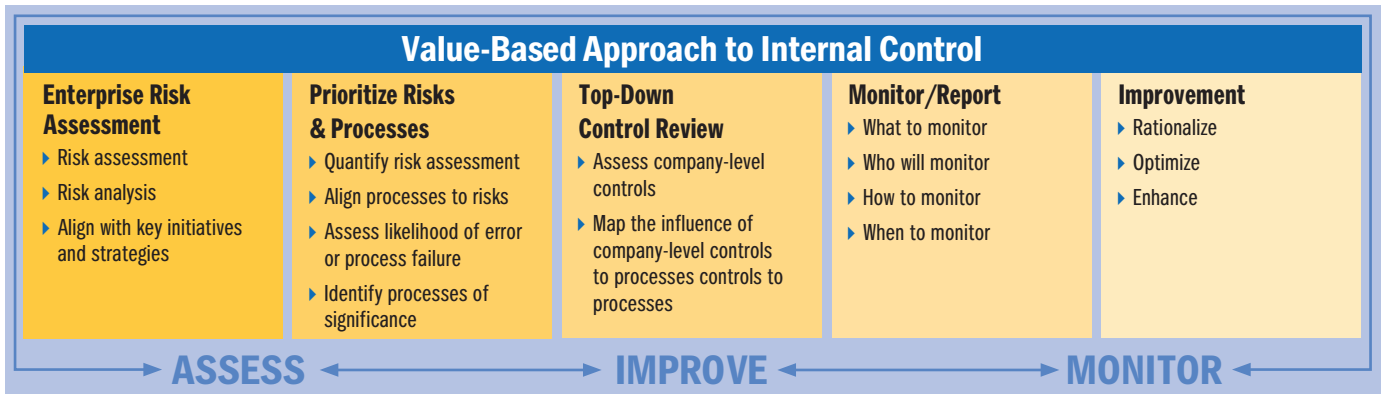 Value-Based Approach to Internal Control
Enterprise Risk
Assessment
Risk assessment
Risk analysis
Align with key initiatives
and strategies
Prioritize Risks
& Processes
Quantify risk assessment
Align processes to risks
Assess likelihood of error
or process failure
Identify processes of
significance
Top-Down
Control Review
Assess company-level
controls
Map the influence of
company-level controls
to processes controls to
processes
Monitor/Report
What to monitor
Who will monitor
How to monitor
When to monitor
Improvement
Rationalize
Optimize
Enhance
ASSESS
IMPROVE
MONITOR